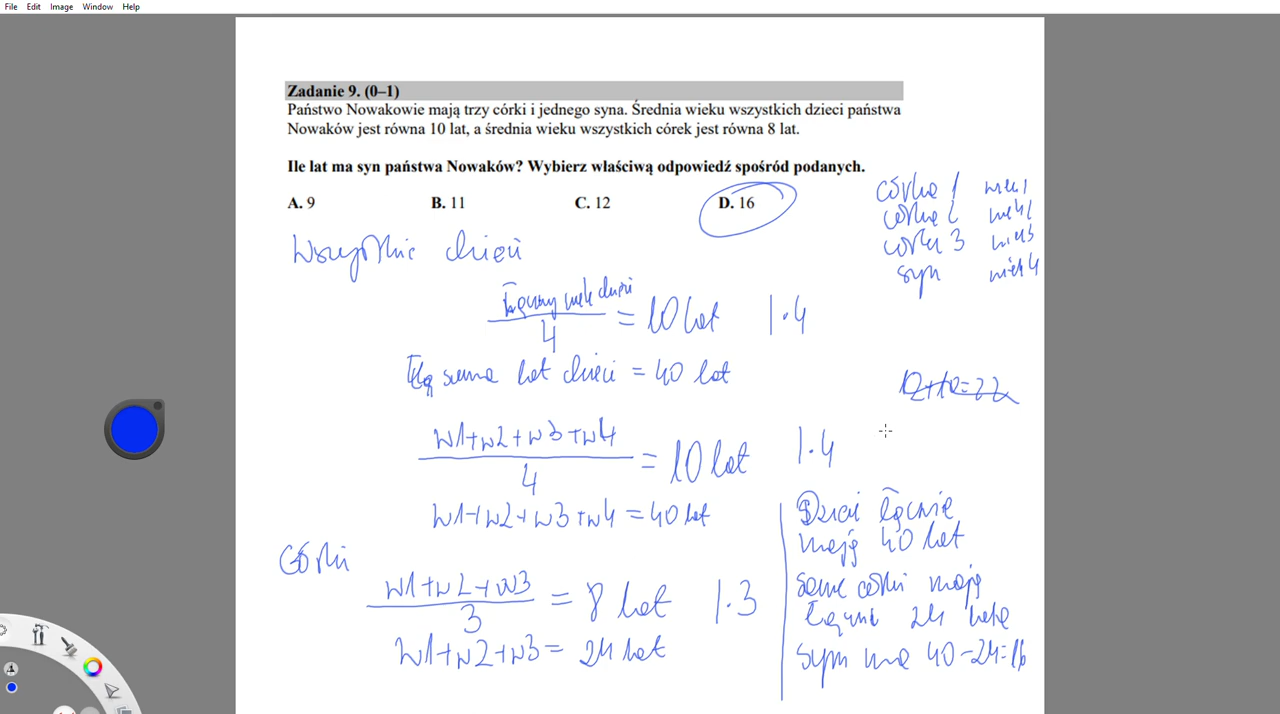 File Edit Image Window Help
Zadanie 9. (0–1)
Państwo Nowakowie mają trzy córki i jednego syna. Średnia wieku wszystkich dzieci państwa
Nowaków jest równa 10 lat, a średnia wieku wszystkich córek jest równa 8 lat.
Ile lat ma syn państwa Nowaków? Wybierz właściwą odpowiedź spośród podanych.
A. 9 B. 11 C. 12 D. 16
córka 1 wiek1
córka 2 wiek2
córka 3 wiek3
syn wiek4
Wszystkie dzieci
Łączny wiek dzieci
4
= 10 lat |·4
suma lat dzieci = 40 lat
12+10=22
w1+w2+w3+w4
4
= 10 lat |·4
w1+w2+w3+w4 = 40 lat
Córki
w1+w2+w3
3
= 8 lat |·3
w1+w2+w3 = 24 lat
Dzieci łącznie
mają 40 lat
Same córki mają
łącznie 24 lata
syn ma 40-24=16